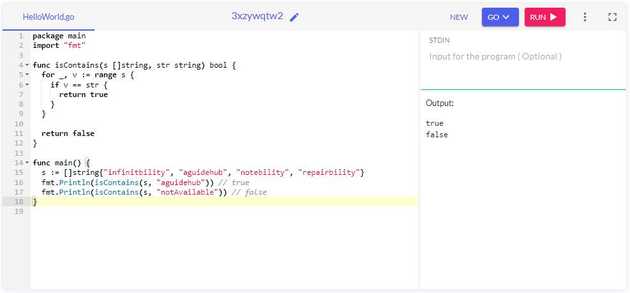 HelloWorld.go
3xzywqtw2
NEW
GO
RUN
1 package main
2 import "fmt"
3
4 func isContains(s []string, str string) bool {
5   for _, v := range s {
6     if v == str {
7       return true
8     }
9   }
10
11   return false
12 }
13
14 func main() {
15   s := []string{"infinitbility", "aguidehub", "notebility", "repairbility"}
16   fmt.Println(isContains(s, "aguidehub")) // true
17   fmt.Println(isContains(s, "notAvailable")) // false
18 }
19
STDIN
Input for the program ( Optional )
Output:
true
false